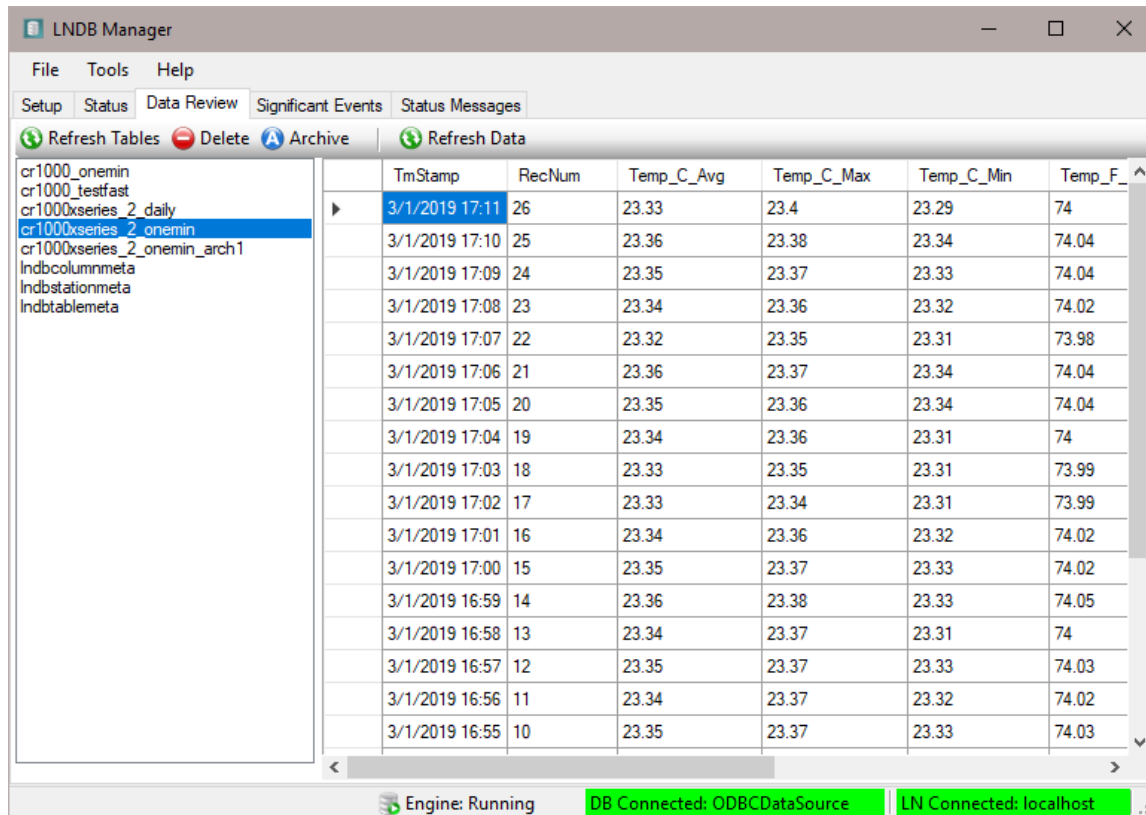 LNDB Manager
File Tools Help
Setup Status Data Review Significant Events Status Messages
Refresh Tables Delete A Archive Refresh Data
cr1000_onemin
cr1000_testfast
cr1000xseries_2_daily
cr1000xseries_2_onemin
cr1000xseries_2_onemin_arch1
lndbcolumnmeta
lndbstationmeta
lndbtablemeta
TmStamp RecNum Temp_C_Avg Temp_C_Max Temp_C_Min Temp_F_
3/1/2019 17:11 26 23.33 23.4 23.29 74
3/1/2019 17:10 25 23.36 23.38 23.34 74.04
3/1/2019 17:09 24 23.35 23.37 23.33 74.04
3/1/2019 17:08 23 23.34 23.36 23.32 74.02
3/1/2019 17:07 22 23.32 23.35 23.31 73.98
3/1/2019 17:06 21 23.36 23.37 23.34 74.04
3/1/2019 17:05 20 23.35 23.36 23.34 74.04
3/1/2019 17:04 19 23.34 23.36 23.31 74
3/1/2019 17:03 18 23.33 23.35 23.31 73.99
3/1/2019 17:02 17 23.33 23.34 23.31 73.99
3/1/2019 17:01 16 23.34 23.36 23.32 74.02
3/1/2019 17:00 15 23.35 23.37 23.33 74.02
3/1/2019 16:59 14 23.36 23.38 23.33 74.05
3/1/2019 16:58 13 23.34 23.37 23.31 74
3/1/2019 16:57 12 23.35 23.37 23.33 74.03
3/1/2019 16:56 11 23.34 23.37 23.32 74.02
3/1/2019 16:55 10 23.35 23.37 23.33 74.03
Engine: Running DB Connected: ODBCDataSource LN Connected: localhost